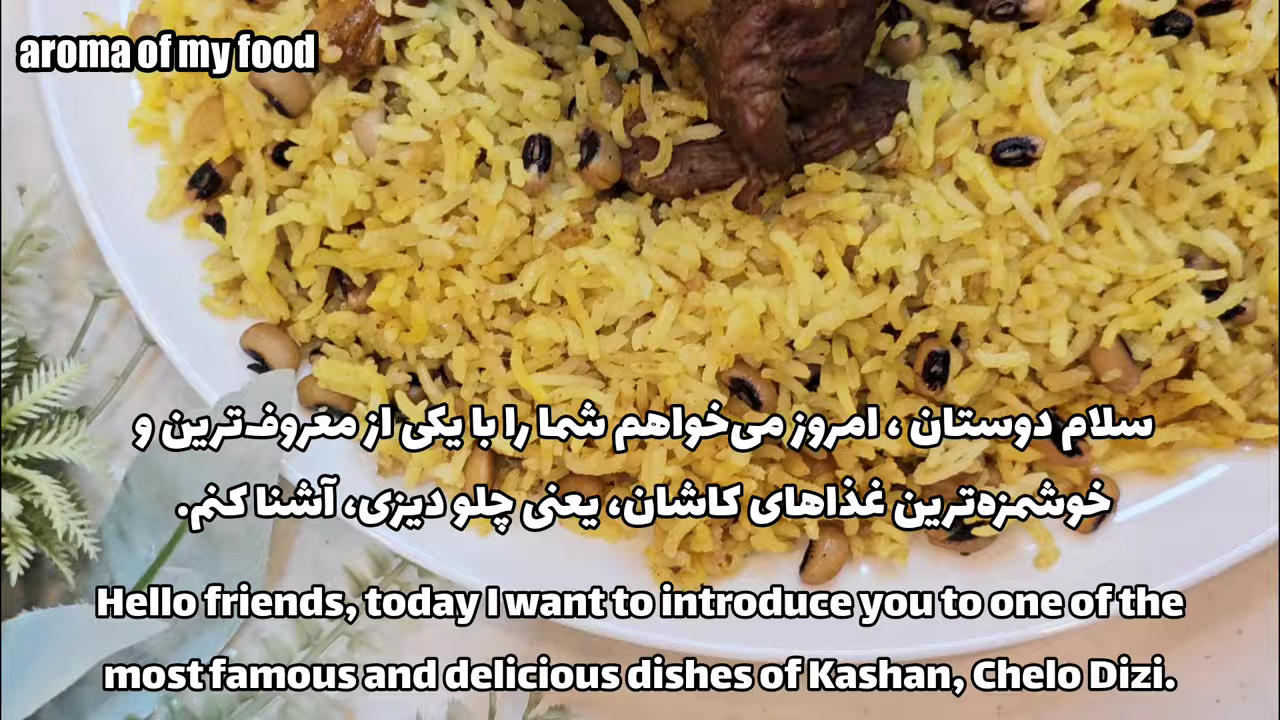 aroma of my food
سلام دوستان ، امروز می‌خواهم شما را با یکی از معروف‌ترین و
خوشمزه‌ترین غذاهای کاشان، یعنی چلو دیزی، آشنا کنم.
Hello friends, today I want to introduce you to one of the
most famous and delicious dishes of Kashan, Chelo Dizi.